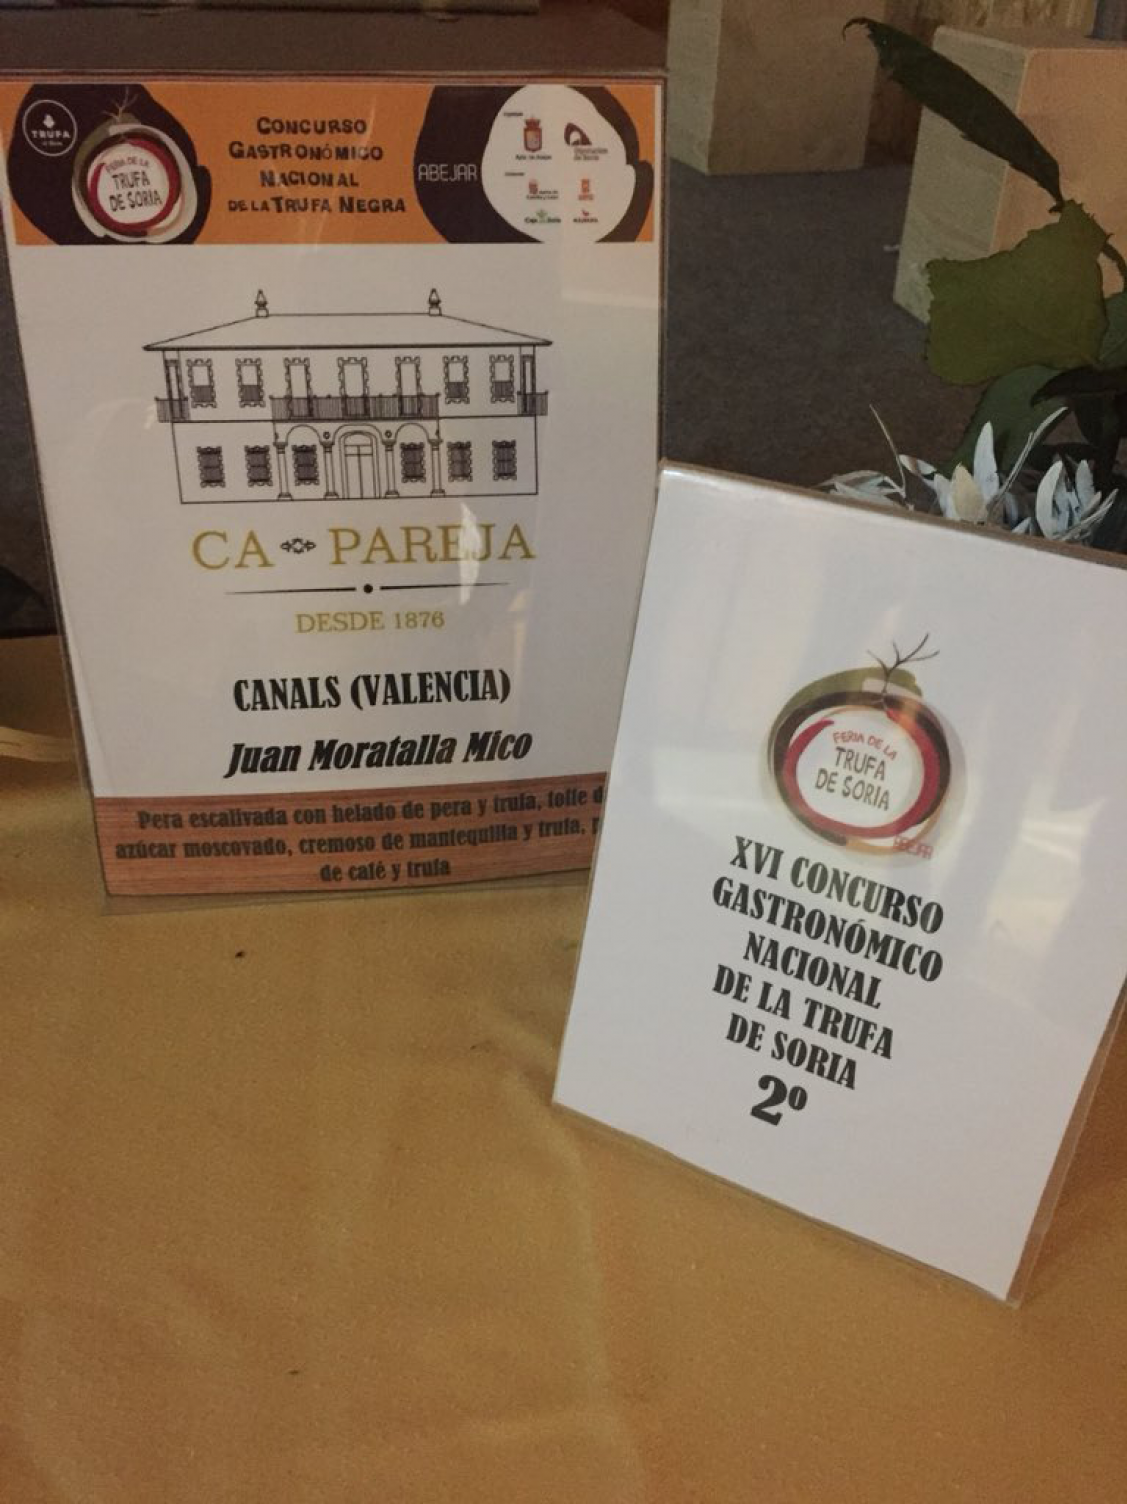 TRUFA
FERIA DE LA
TRUFA
DE SORIA
CONCURSO
GASTRONÓMICO
NACIONAL
DE LA TRUFA NEGRA
ABEJAR
CA PAREJA
DESDE 1876
CANALS (VALENCIA)
Juan Moratalla Mico
Pera escalivada con helado de pera y trufa, toffe d
azúcar moscovado, cremoso de mantequilla y trufa,
de café y trufa
FERIA DE LA
TRUFA
DE SORIA
ABEJAR
XVI CONCURSO
GASTRONÓMICO
NACIONAL
DE LA TRUFA
DE SORIA
2º